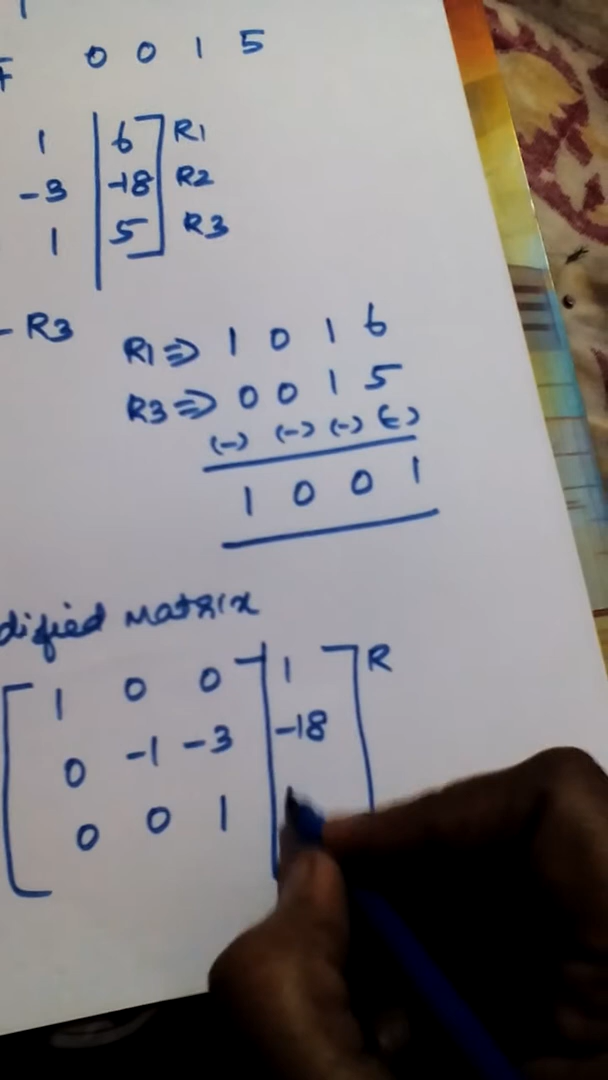 0 0 1 5
1 6 R1
-3 -18 R2
1 5 R3
- R3
R1⇒ 1 0 1 6
R3⇒ 0 0 1 5
(-) (-) (-) (-)
1 0 0 1
dified Matrix
1 0 0 1 R
0 -1 -3 -18
0 0 1